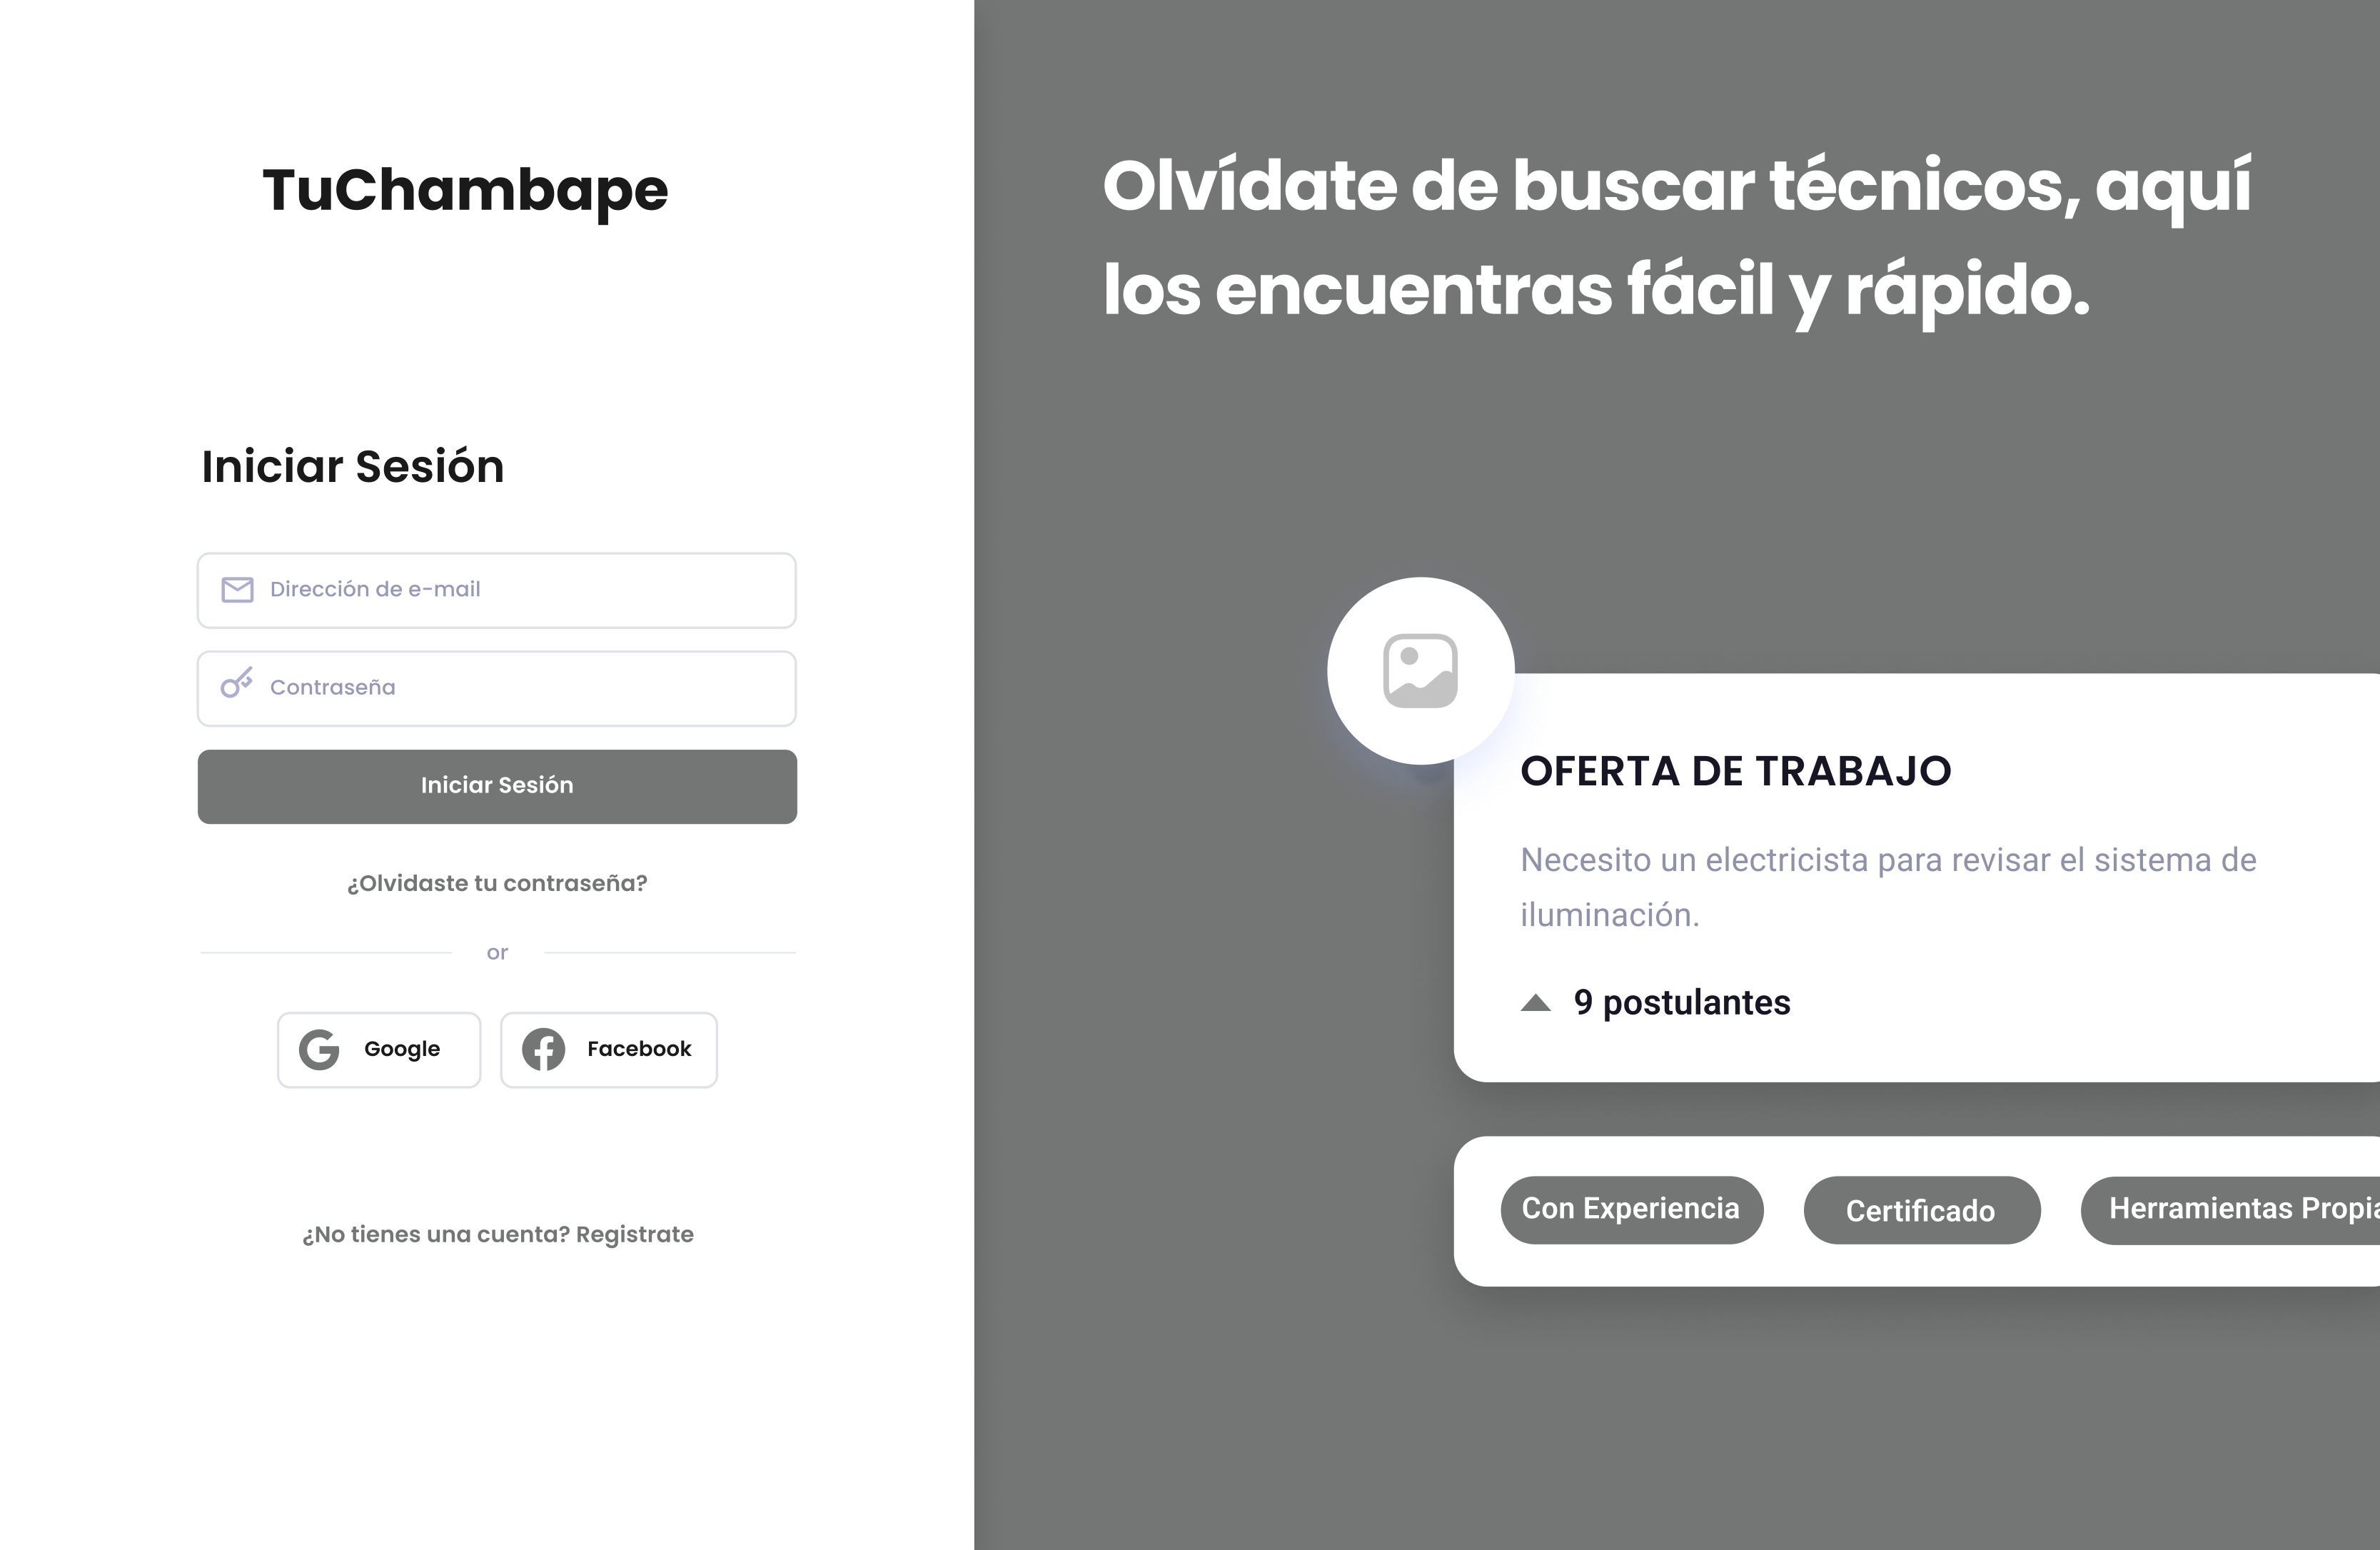 TuChambape
Iniciar Sesión
Dirección de e-mail
Contraseña
Iniciar Sesión
¿Olvidaste tu contraseña?
or
Google
Facebook
¿No tienes una cuenta? Registrate
Olvídate de buscar técnicos, aquí
los encuentras fácil y rápido.
OFERTA DE TRABAJO
Necesito un electricista para revisar el sistema de
iluminación.
9 postulantes
Con Experiencia
Certificado
Herramientas Propia